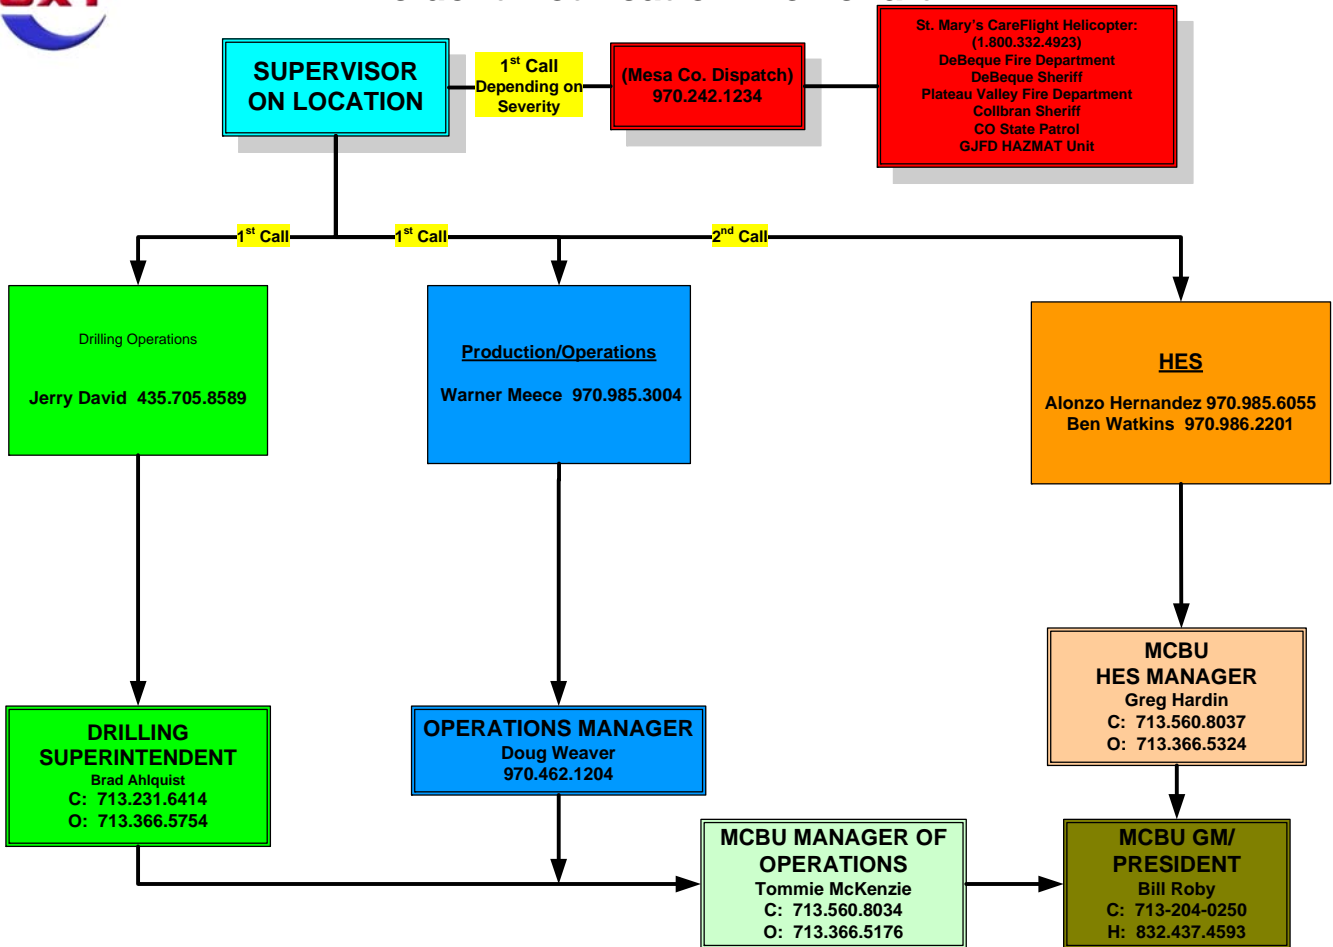 SUPERVISOR
ON LOCATION
1st Call
Depending on
Severity
(Mesa Co. Dispatch)
970.242.1234
St. Mary's CareFlight Helicopter:
(1.800.332.4923)
DeBeque Fire Department
DeBeque Sheriff
Plateau Valley Fire Department
Collbran Sheriff
CO State Patrol
GJFD HAZMAT Unit
1st Call
1st Call
2nd Call
Drilling Operations
Jerry David 435.705.8589
Production/Operations
Warner Meece 970.985.3004
HES
Alonzo Hernandez 970.985.6055
Ben Watkins 970.986.2201
MCBU
HES MANAGER
Greg Hardin
C: 713.560.8037
O: 713.366.5324
DRILLING
SUPERINTENDENT
Brad Ahlquist
C: 713.231.6414
O: 713.366.5754
OPERATIONS MANAGER
Doug Weaver
970.462.1204
MCBU MANAGER OF
OPERATIONS
Tommie McKenzie
C: 713.560.8034
O: 713.366.5176
MCBU GM/
PRESIDENT
Bill Roby
C: 713-204-0250
H: 832.437.4593